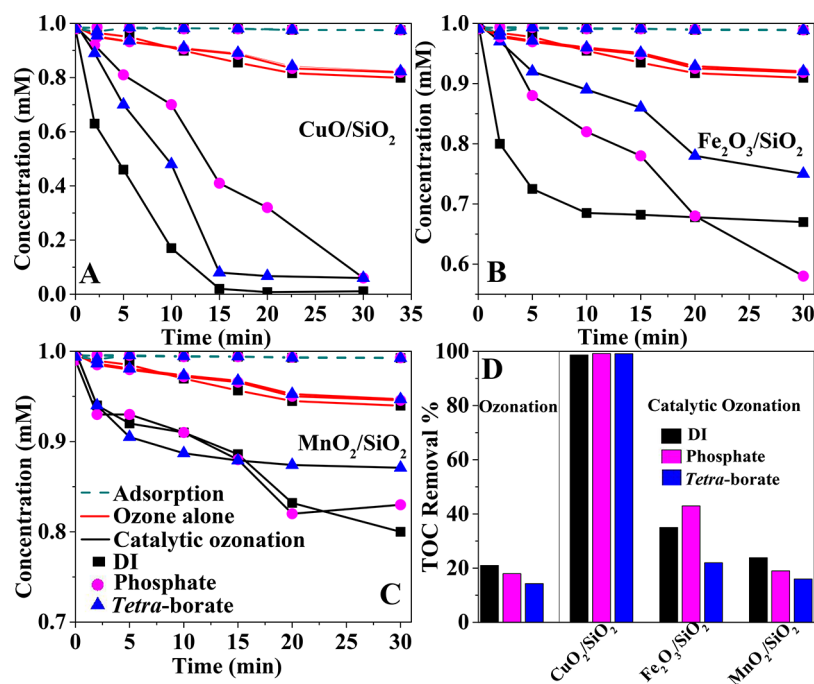 Concentration (mM)
1.0
0.8
0.6
0.4
0.2
0.0
CuO/SiO2
A
0 5 10 15 20 25 30 35
Time (min)
Concentration (mM)
1.0
0.9
0.8
0.7
0.6
Fe2O3/SiO2
B
0 5 10 15 20 25 30
Time (min)
Concentration (mM)
1.0
0.9
0.8
0.7
MnO2/SiO2
Adsorption
Ozone alone
Catalytic ozonation
DI
Phosphate
Tetra-borate
C
0 5 10 15 20 25 30
Time (min)
TOC Removal %
100
80
60
40
20
0
D
Ozonation
Catalytic Ozonation
DI
Phosphate
Tetra-borate
CuO2/SiO2
Fe2O3/SiO2
MnO2/SiO2